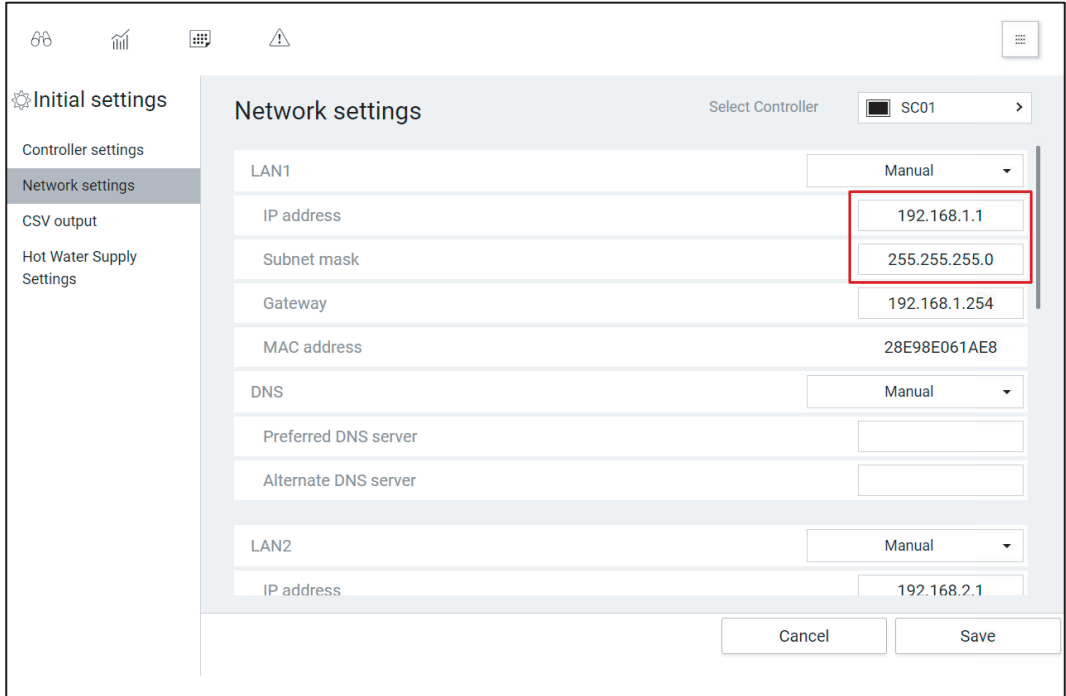 Initial settings
Controller settings
Network settings
CSV output
Hot Water Supply
Settings
Network settings
Select Controller
SC01
LAN1
Manual
IP address
192.168.1.1
Subnet mask
255.255.255.0
Gateway
192.168.1.254
MAC address
28E98E061AE8
DNS
Manual
Preferred DNS server
Alternate DNS server
LAN2
Manual
IP address
192.168.2.1
Cancel
Save